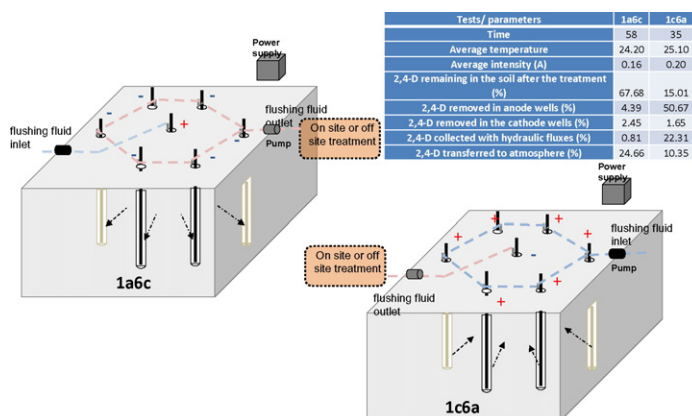 Tests/ parameters 1a6c 1c6a
Time 58 35
Average temperature 24.20 25.10
Average intensity (A) 0.16 0.20
2,4-D remaining in the soil after the treatment
(%) 67.68 15.01
2,4-D removed in anode wells (%) 4.39 50.67
2,4-D removed in the cathode wells (%) 2.45 1.65
2,4-D collected with hydraulic fluxes (%) 0.81 22.31
2,4-D transferred to atmosphere (%) 24.66 10.35
Power
supply
flushing fluid
inlet
flushing fluid
outlet
Pump
On site or off
site treatment
- - - - - -
+
1a6c
Power
supply
flushing fluid
inlet
Pump
On site or off
site treatment
flushing fluid
outlet
+ + + + + +
-
1c6a